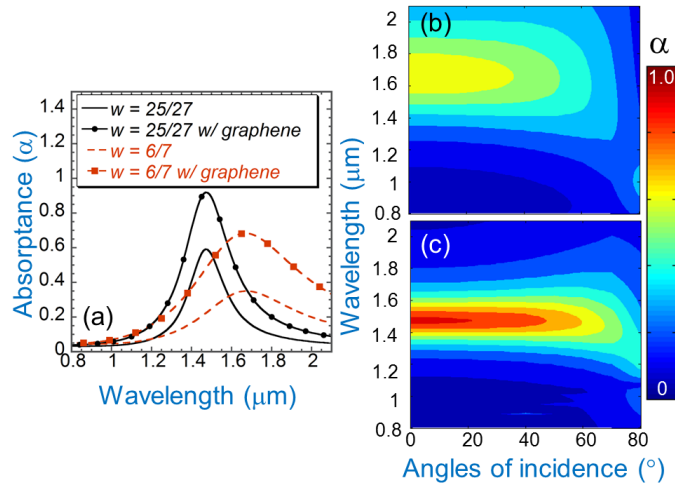 (a)
w = 25/27
w = 25/27 w/ graphene
w = 6/7
w = 6/7 w/ graphene
1.4
1.2
1
0.8
0.6
0.4
0.2
0
0.8 1 1.2 1.4 1.6 1.8 2
Absorptance (α)
Wavelength (μm)
(b)
2
1.8
1.6
1.4
1.2
1
0.8
(c)
2
1.8
1.6
1.4
1.2
1
0.8
0 20 40 60 80
Wavelength (μm)
Angles of incidence (°)
α
1.0
0